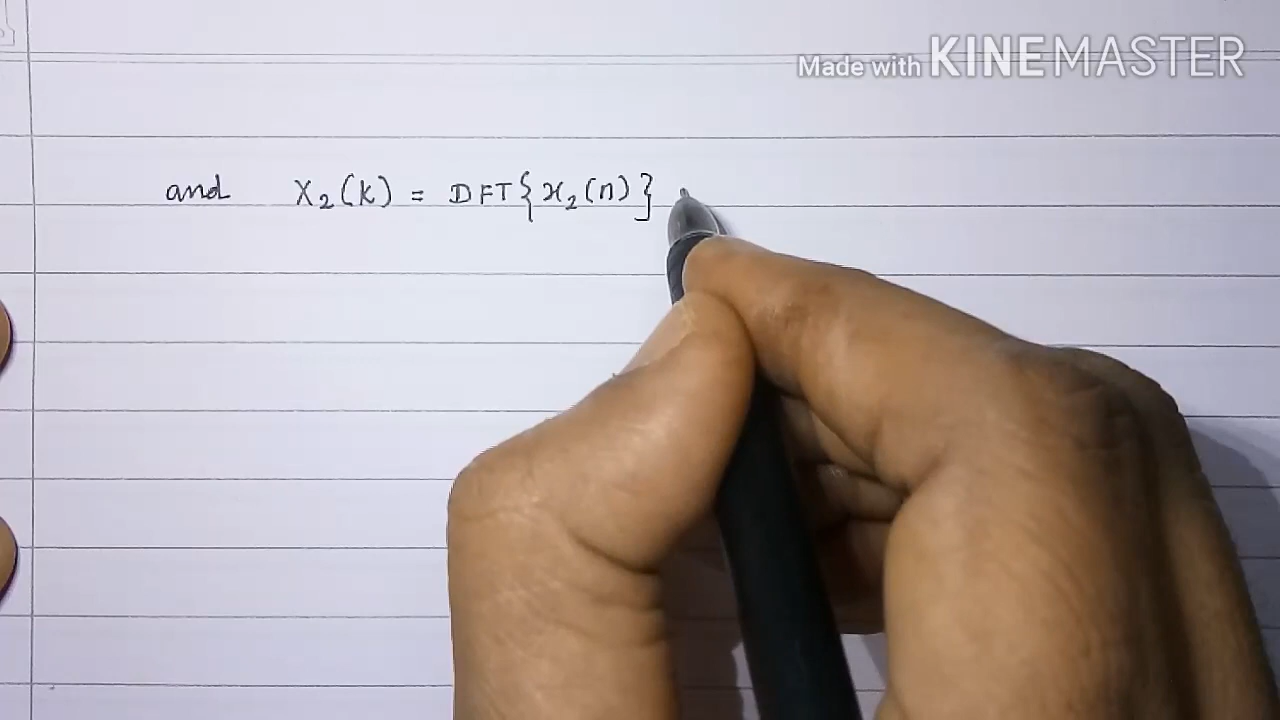 Made with KINEMASTER
and X₂(k) = DFT{x₂(n)}